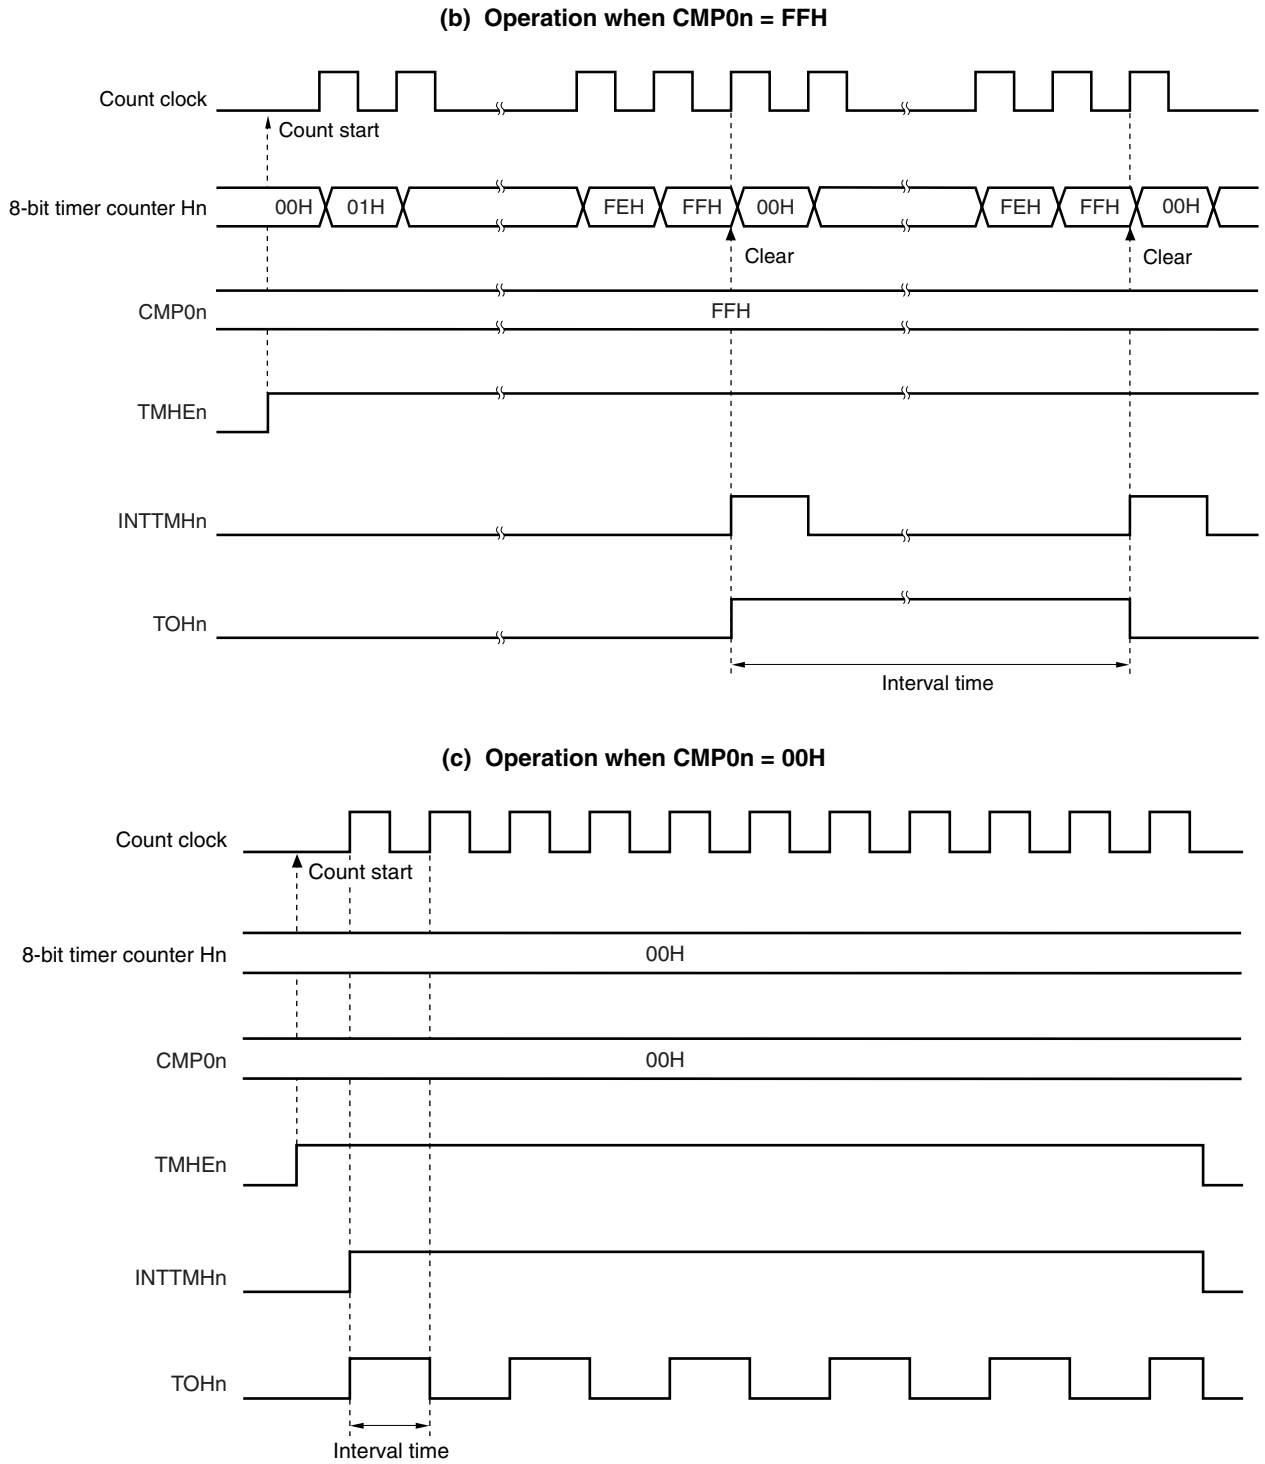 (b) Operation when CMP0n = FFH
Count clock
Count start
8-bit timer counter Hn
00H 01H FEH FFH 00H FEH FFH 00H
Clear Clear
CMP0n
FFH
TMHEn
INTTMHn
TOHn
Interval time
(c) Operation when CMP0n = 00H
Count clock
Count start
8-bit timer counter Hn
00H
CMP0n
00H
TMHEn
INTTMHn
TOHn
Interval time